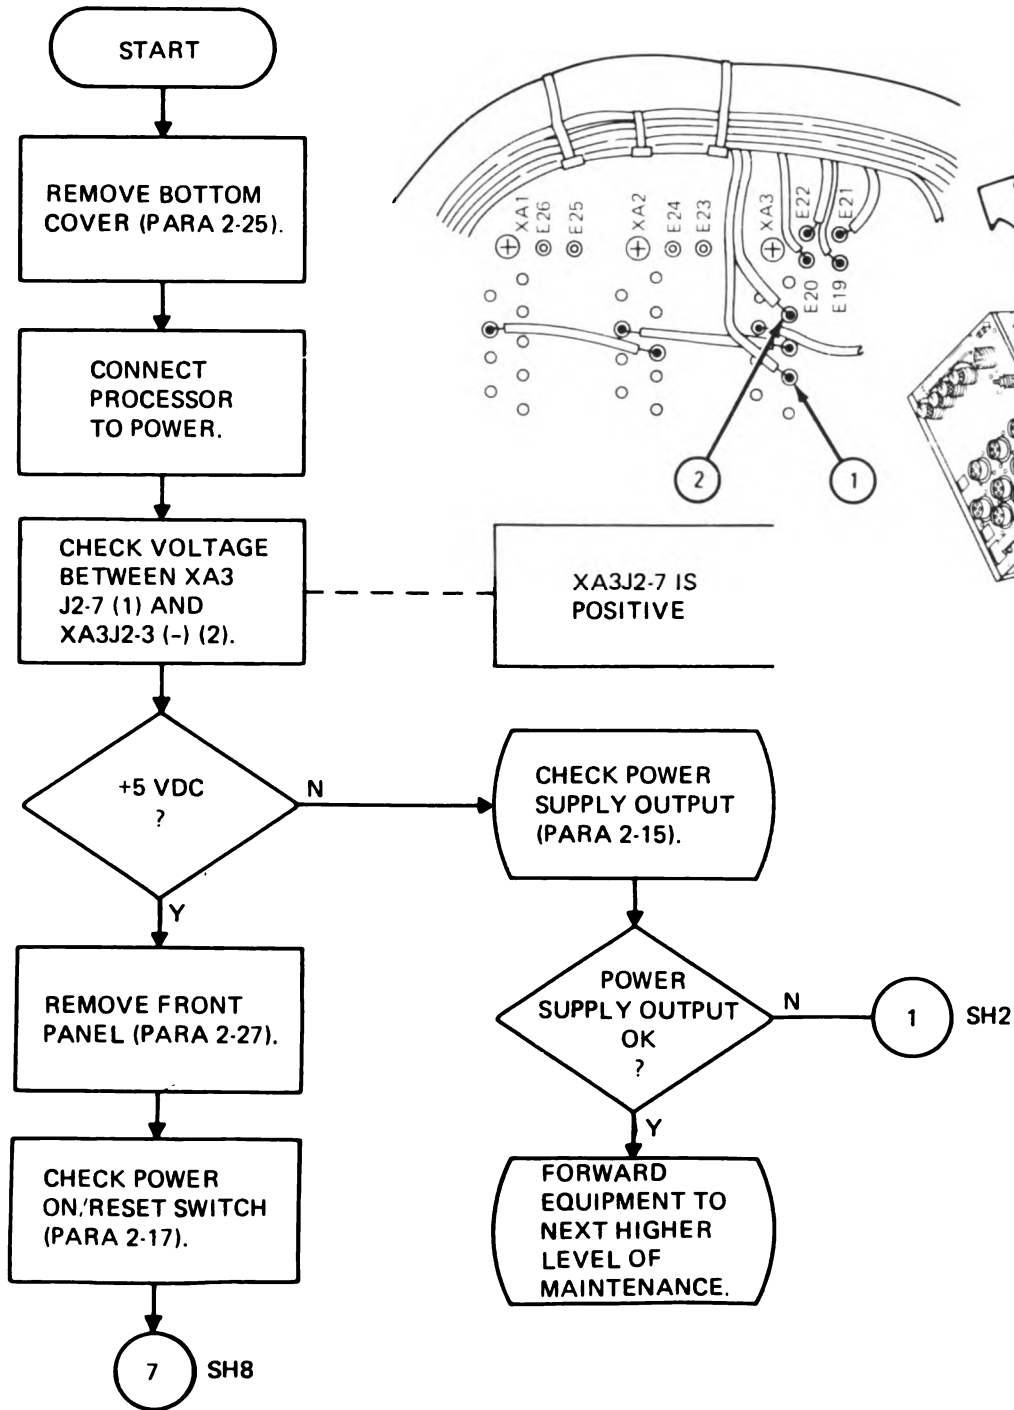 START
REMOVE BOTTOM
COVER (PARA 2-25).
CONNECT
PROCESSOR
TO POWER.
CHECK VOLTAGE
BETWEEN XA3
J2-7 (1) AND
XA3J2-3 (-) (2).
XA3J2-7 IS
POSITIVE
+5 VDC
?
N
Y
CHECK POWER
SUPPLY OUTPUT
(PARA 2-15).
POWER
SUPPLY OUTPUT
OK
?
N
1
SH2
Y
FORWARD
EQUIPMENT TO
NEXT HIGHER
LEVEL OF
MAINTENANCE.
REMOVE FRONT
PANEL (PARA 2-27).
CHECK POWER
ON/RESET SWITCH
(PARA 2-17).
7
SH8
XA1
E26
E25
XA2
E24
E23
XA3
E22
E21
E20
E19
2
1